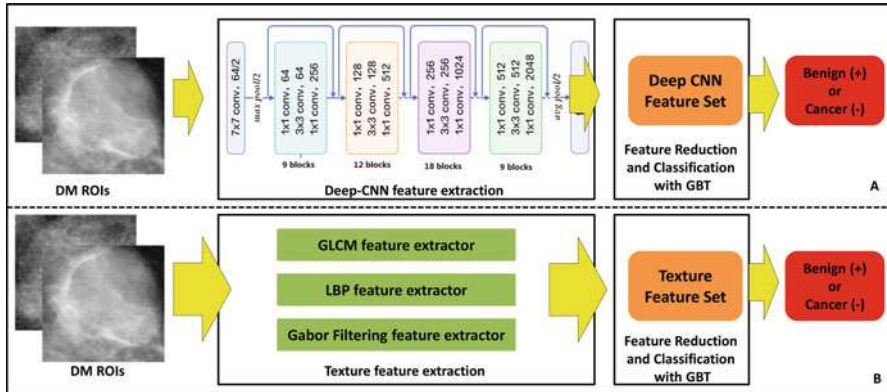 7x7 conv, 64/2
max pool/2
1x1 conv, 64
3x3 conv, 64
1x1 conv, 256
1x1 conv, 128
3x3 conv, 128
1x1 conv, 512
1x1 conv, 256
3x3 conv, 256
1x1 conv, 1024
1x1 conv, 512
3x3 conv, 512
1x1 conv, 2048
avg pool/2
9 blocks
12 blocks
18 blocks
9 blocks
DM ROIs
Deep-CNN feature extraction
Deep CNN
Feature Set
Feature Reduction
and Classification
with GBT
Benign (+)
or
Cancer (-)
A
GLCM feature extractor
LBP feature extractor
Gabor Filtering feature extractor
DM ROIs
Texture feature extraction
Texture
Feature Set
Feature Reduction
and Classification
with GBT
Benign (+)
or
Cancer (-)
B